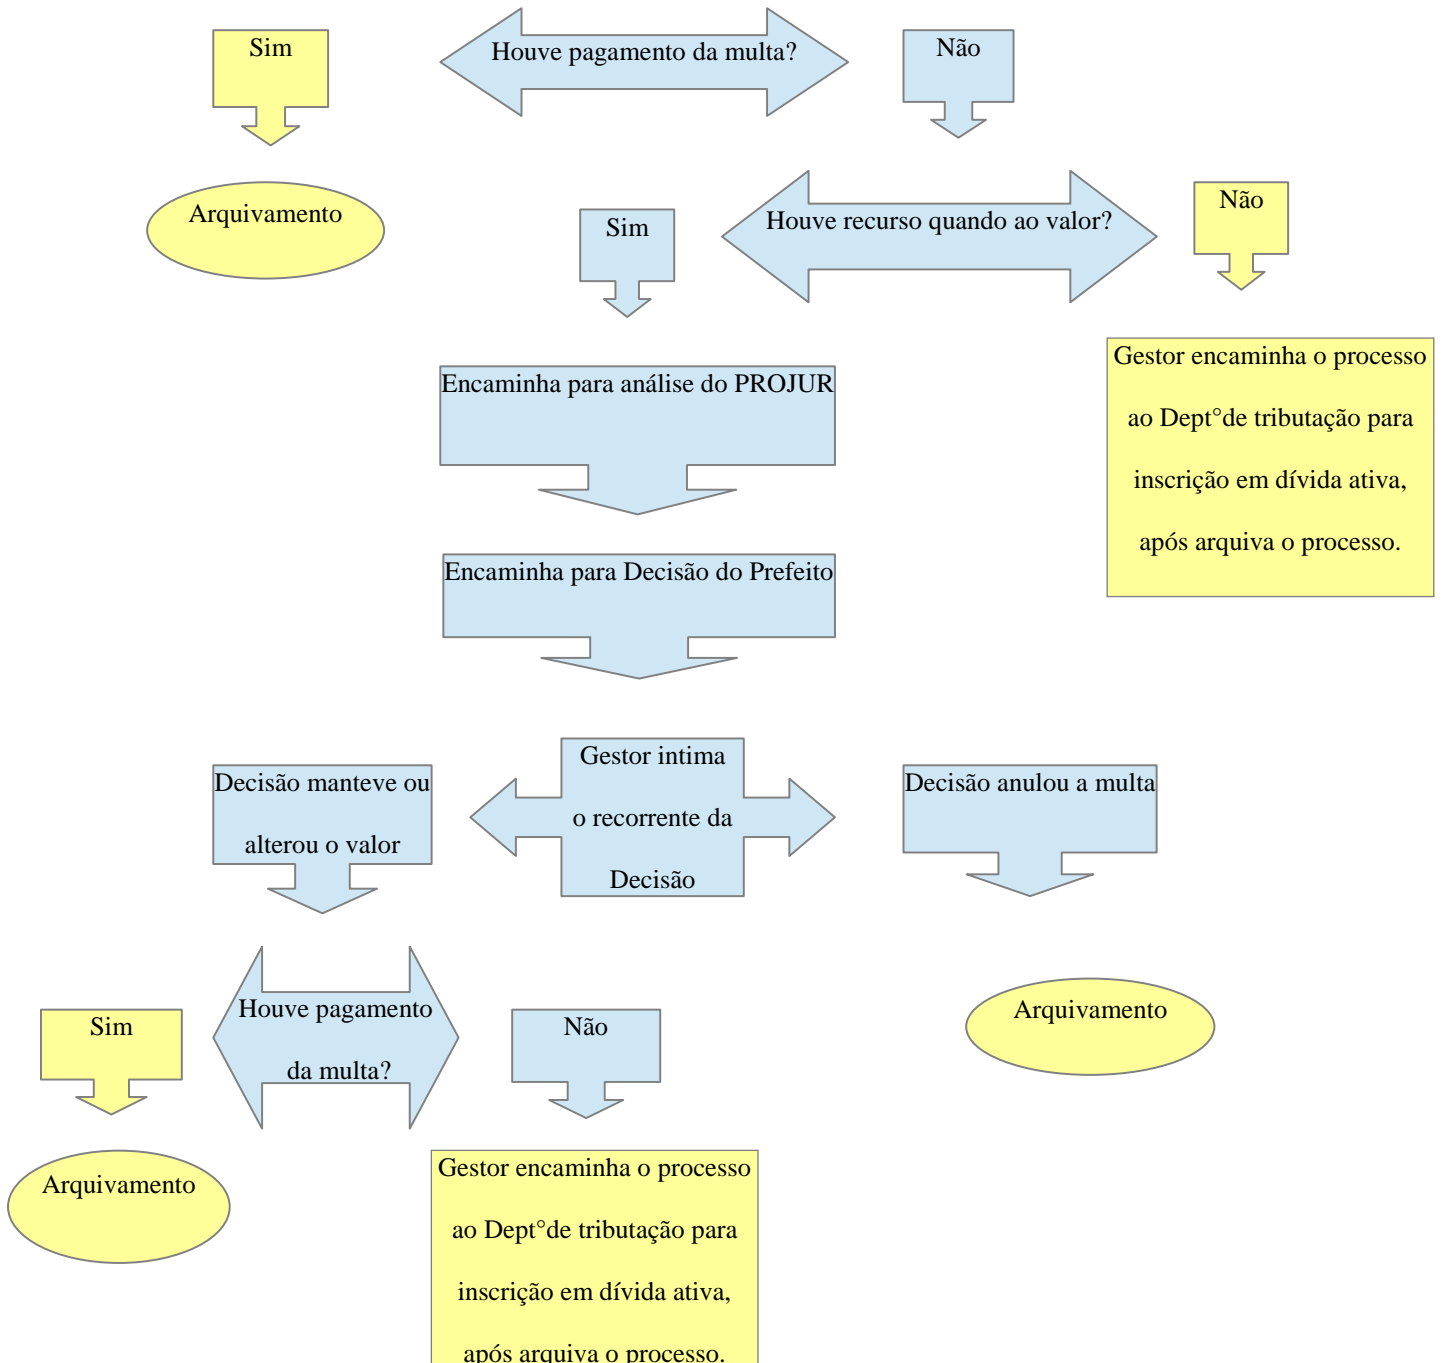 Sim
Houve pagamento da multa?
Não
Arquivamento
Sim
Houve recurso quando ao valor?
Não
Encaminha para análise do PROJUR
Gestor encaminha o processo
ao Dept°de tributação para
inscrição em dívida ativa,
após arquiva o processo.
Encaminha para Decisão do Prefeito
Decisão manteve ou
alterou o valor
Gestor intima
o recorrente da
Decisão
Decisão anulou a multa
Sim
Houve pagamento
da multa?
Não
Arquivamento
Arquivamento
Gestor encaminha o processo
ao Dept°de tributação para
inscrição em dívida ativa,
após arquiva o processo.